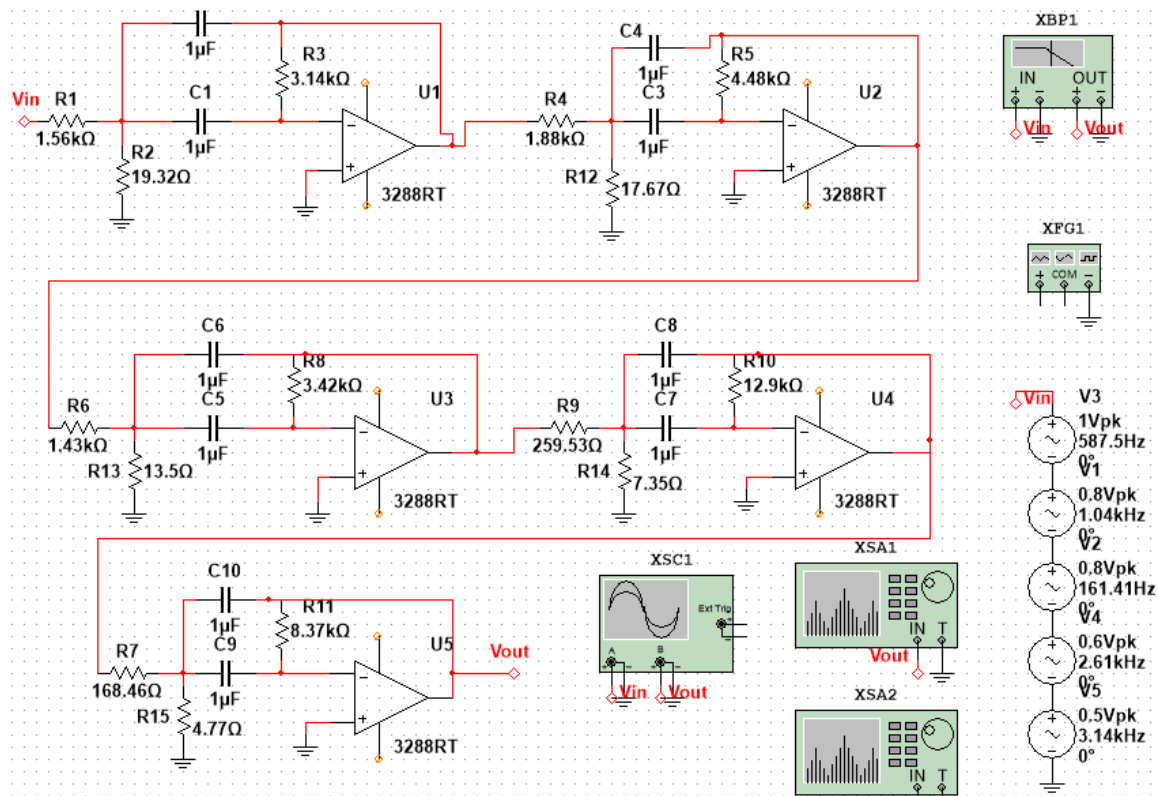 1µF
R3
3.14kΩ
Vin
R1
1.56kΩ
C1
1µF
U1
R2
19.32Ω
3288RT
C4
1µF
R5
4.48kΩ
R4
1.88kΩ
C3
1µF
U2
R12
17.67Ω
3288RT
XBP1
IN
OUT
Vin
Vout
XFG1
COM
C6
1µF
R8
3.42kΩ
R6
1.43kΩ
C5
1µF
U3
R13
13.5Ω
3288RT
C8
1µF
R10
12.9kΩ
R9
259.53Ω
C7
1µF
U4
R14
7.35Ω
3288RT
Vin
V3
1Vpk
587.5Hz
0°
V1
0.8Vpk
1.04kHz
0°
V2
0.8Vpk
161.41Hz
0°
V4
0.6Vpk
2.61kHz
0°
V5
0.5Vpk
3.14kHz
0°
C10
1µF
R11
8.37kΩ
R7
168.46Ω
C9
1µF
U5
R15
4.77Ω
3288RT
Vout
XSC1
Ext Trig
A
B
Vin
Vout
XSA1
IN T
Vout
XSA2
IN T